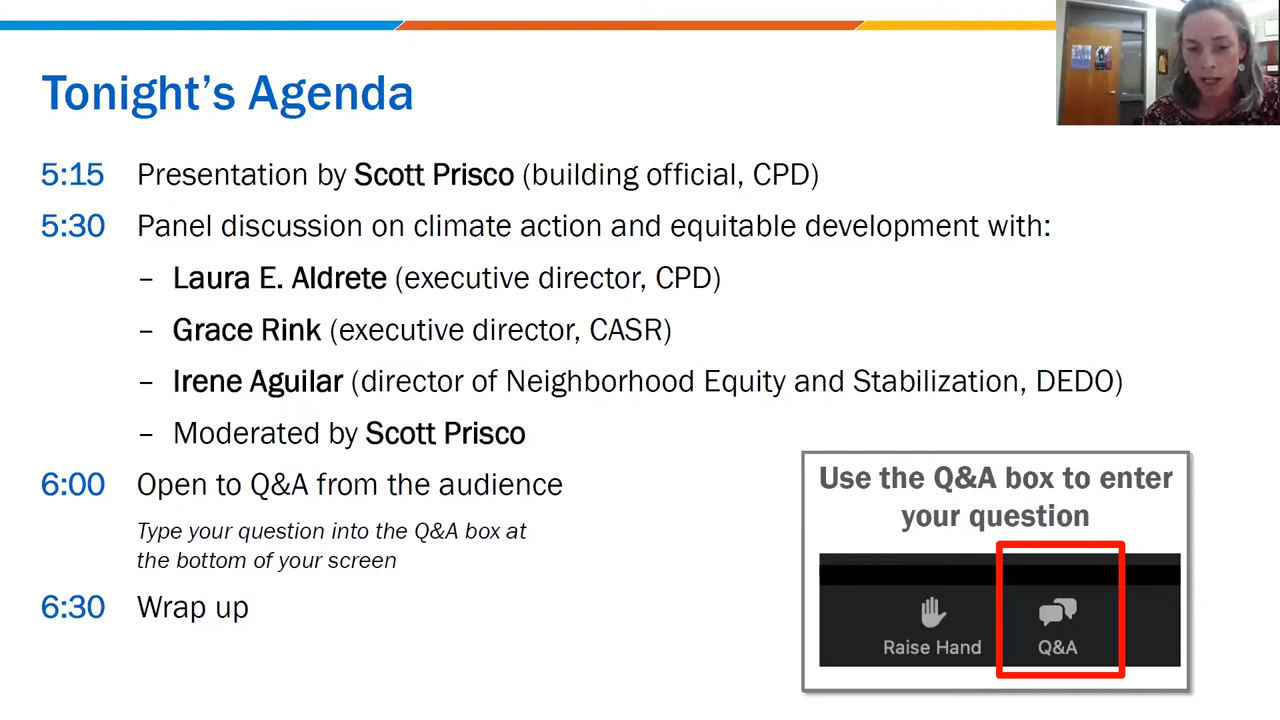 Tonight's Agenda
5:15 Presentation by Scott Prisco (building official, CPD)
5:30 Panel discussion on climate action and equitable development with:
– Laura E. Aldrete (executive director, CPD)
– Grace Rink (executive director, CASR)
– Irene Aguilar (director of Neighborhood Equity and Stabilization, DEDO)
– Moderated by Scott Prisco
6:00 Open to Q&A from the audience
Type your question into the Q&A box at
the bottom of your screen
6:30 Wrap up
Use the Q&A box to enter
your question
Raise Hand
Q&A